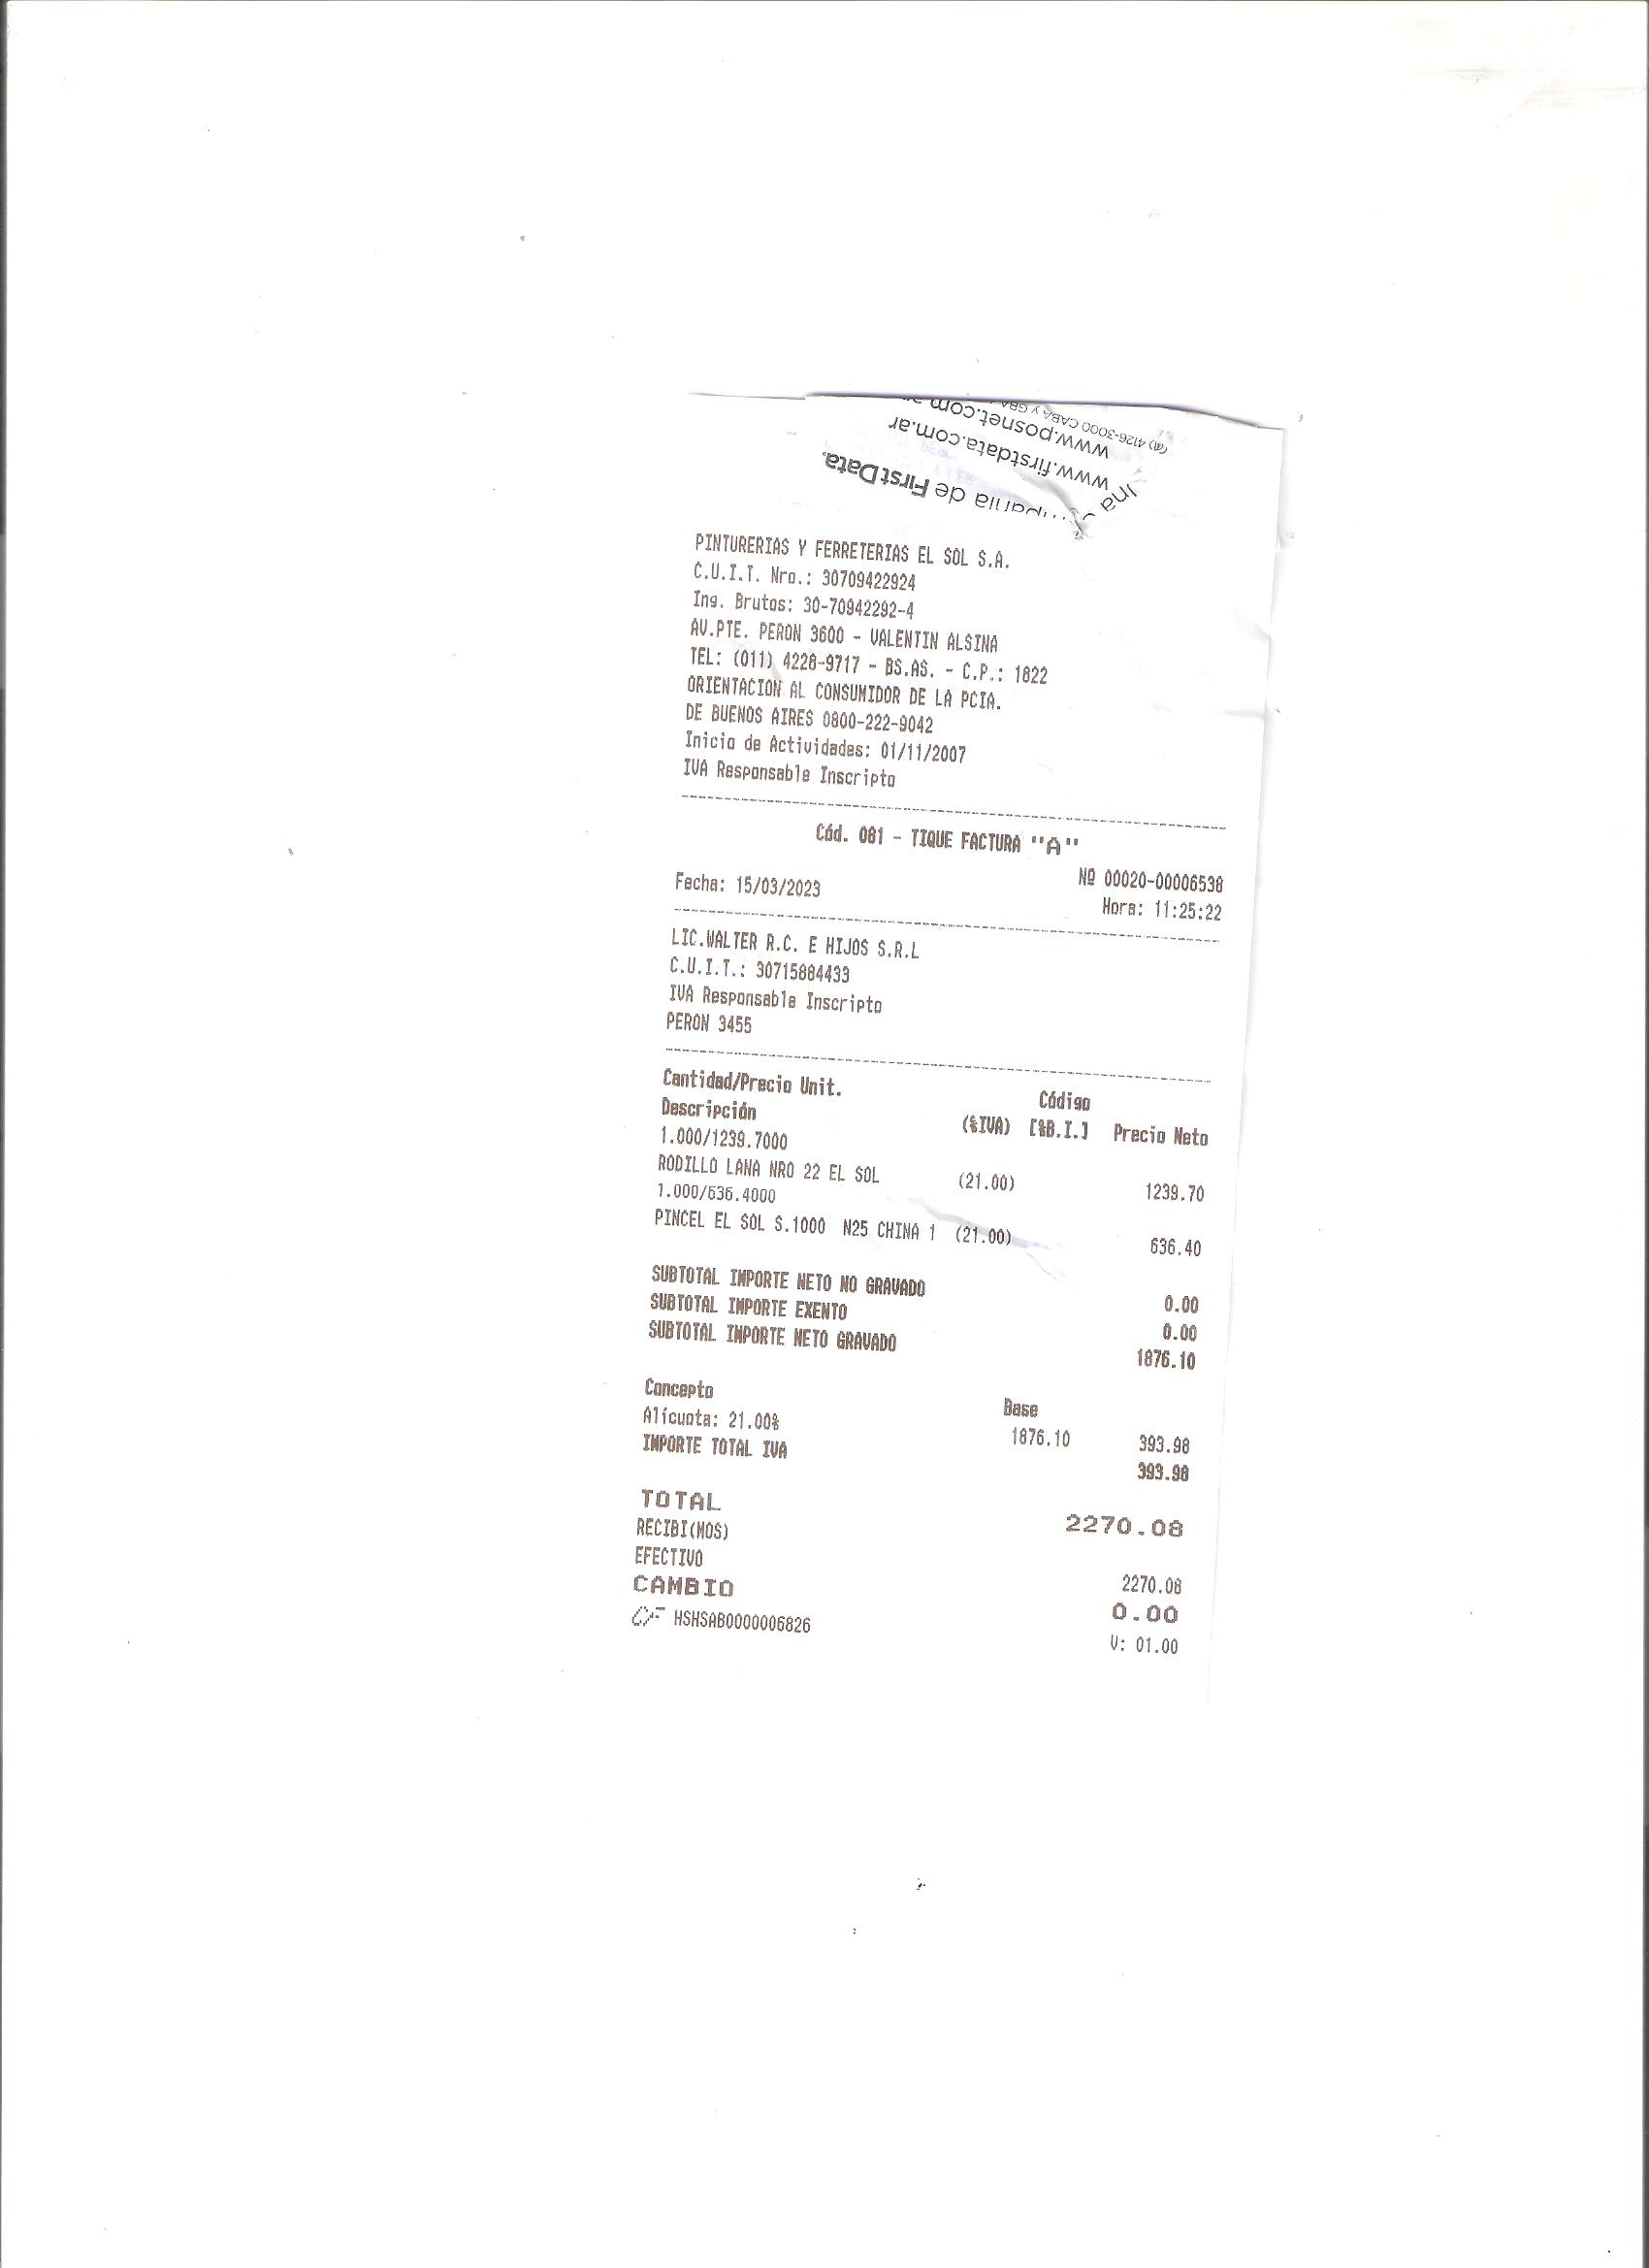 (011) 4126-3000 CABA y GBA
www.posnet.com.a
www.firstdata.com.ar
de FirstData.
PINTURERIAS Y FERRETERIAS EL SOL S.A.
C.U.I.T. Nro.: 30709422924
Ing. Brutos: 30-70942292-4
AV.PTE. PERON 3600 - VALENTIN ALSINA
TEL: (011) 4228-9717 - BS.AS. - C.P.: 1822
ORIENTACION AL CONSUMIDOR DE LA PCIA.
DE BUENOS AIRES 0800-222-9042
Inicio de Actividades: 01/11/2007
IVA Responsable Inscripto
Cód. 081 - TIQUE FACTURA "A"
Nº 00020-00006538
Fecha: 15/03/2023 Hora: 11:25:22
LIC.WALTER R.C. E HIJOS S.R.L
C.U.I.T.: 30715884433
IVA Responsable Inscripto
PERON 3455
Cantidad/Precio Unit. Código
Descripción (%IVA) [%B.I.] Precio Neto
1.000/1239.7000
RODILLO LANA NRO 22 EL SOL (21.00) 1239.70
1.000/636.4000
PINCEL EL SOL S.1000 N25 CHINA 1 (21.00) 636.40
SUBTOTAL IMPORTE NETO NO GRAVADO 0.00
SUBTOTAL IMPORTE EXENTO 0.00
SUBTOTAL IMPORTE NETO GRAVADO 1876.10
Concepto Base
Alícuota: 21.00% 1876.10 393.98
IMPORTE TOTAL IVA 393.98
TOTAL 2270.08
RECIBI(MOS)
EFECTIVO 2270.08
CAMBIO 0.00
CF HSHSAB0000006826 V: 01.00